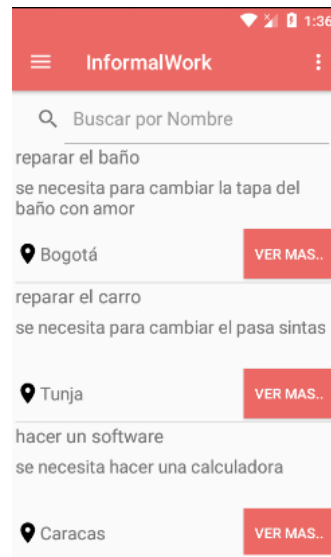 1:36
InformalWork
Buscar por Nombre
reparar el baño
se necesita para cambiar la tapa del
baño con amor
Bogotá
VER MAS..
reparar el carro
se necesita para cambiar el pasa sintas
Tunja
VER MAS..
hacer un software
se necesita hacer una calculadora
Caracas
VER MAS..